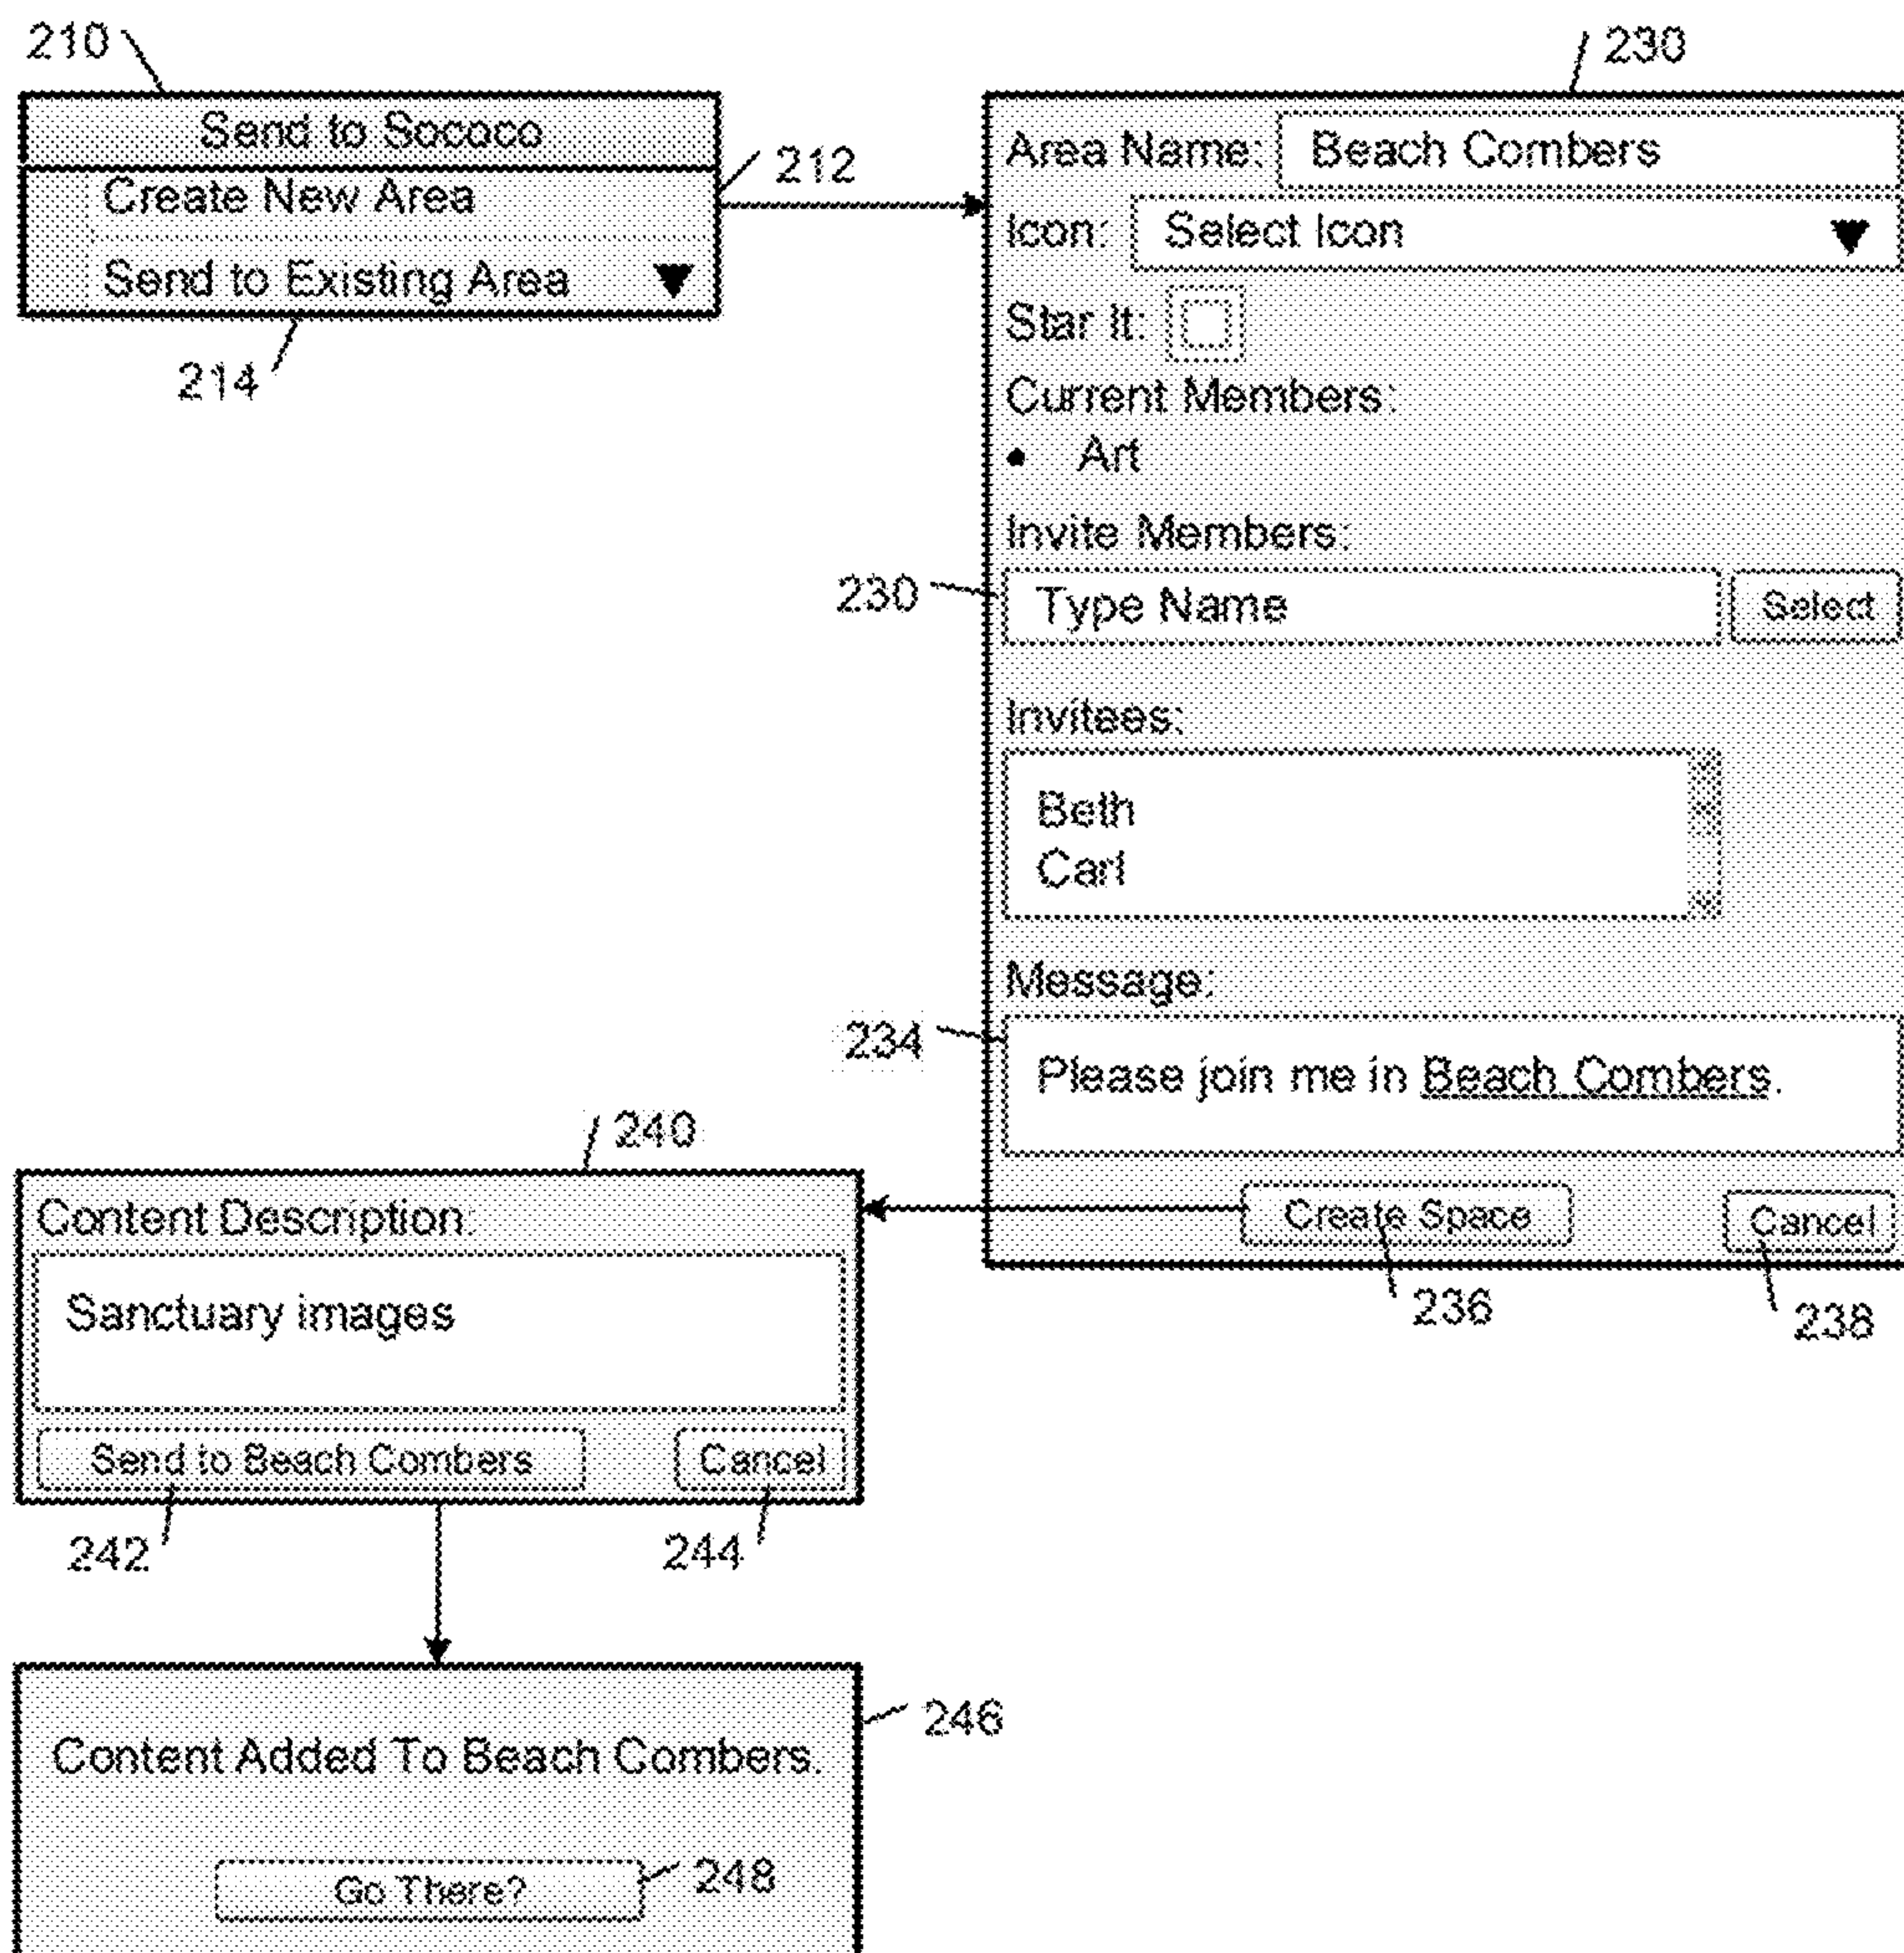 210
Send to Sococo
Create New Area
212
Send to Existing Area
214
230
Area Name: Beach Combers
Icon: Select Icon
Star It:
Current Members:
• Art
Invite Members:
230
Type Name Select
Invitees:
Beth
Carl
Message:
234
Please join me in Beach Combers.
Create Space Cancel
236
238
240
Content Description:
Sanctuary images
Send to Beach Combers Cancel
242
244
246
Content Added To Beach Combers.
Go There?
248